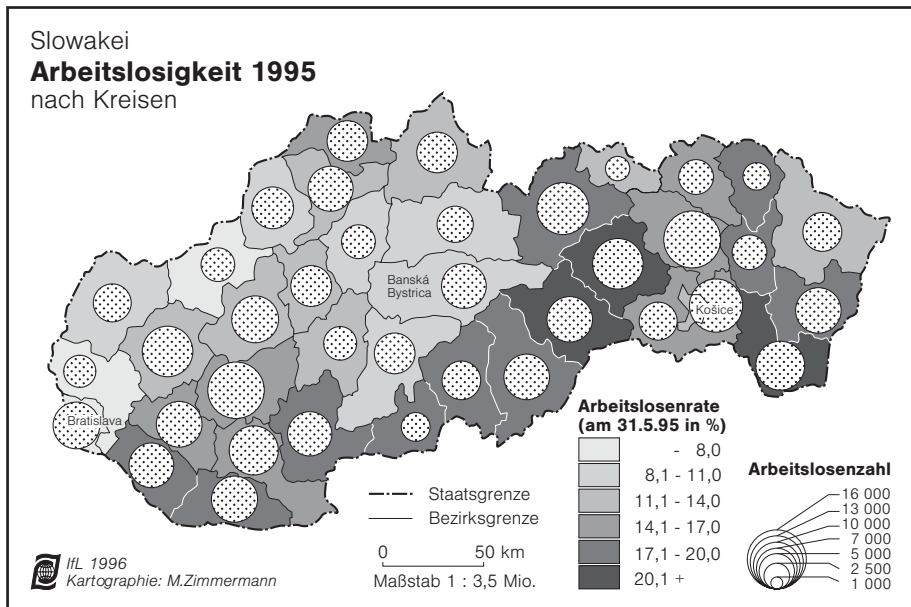 Slowakei
Arbeitslosigkeit 1995
nach Kreisen
Banská
Bystrica
Košice
Bratislava
Arbeitslosenrate
(am 31.5.95 in %)
- 8,0
8,1 - 11,0
11,1 - 14,0
14,1 - 17,0
17,1 - 20,0
20,1 +
Arbeitslosenzahl
16 000
13 000
10 000
7 000
5 000
2 500
1 000
Staatsgrenze
Bezirksgrenze
0 50 km
Maßstab 1 : 3,5 Mio.
IfL 1996
Kartographie: M.Zimmermann